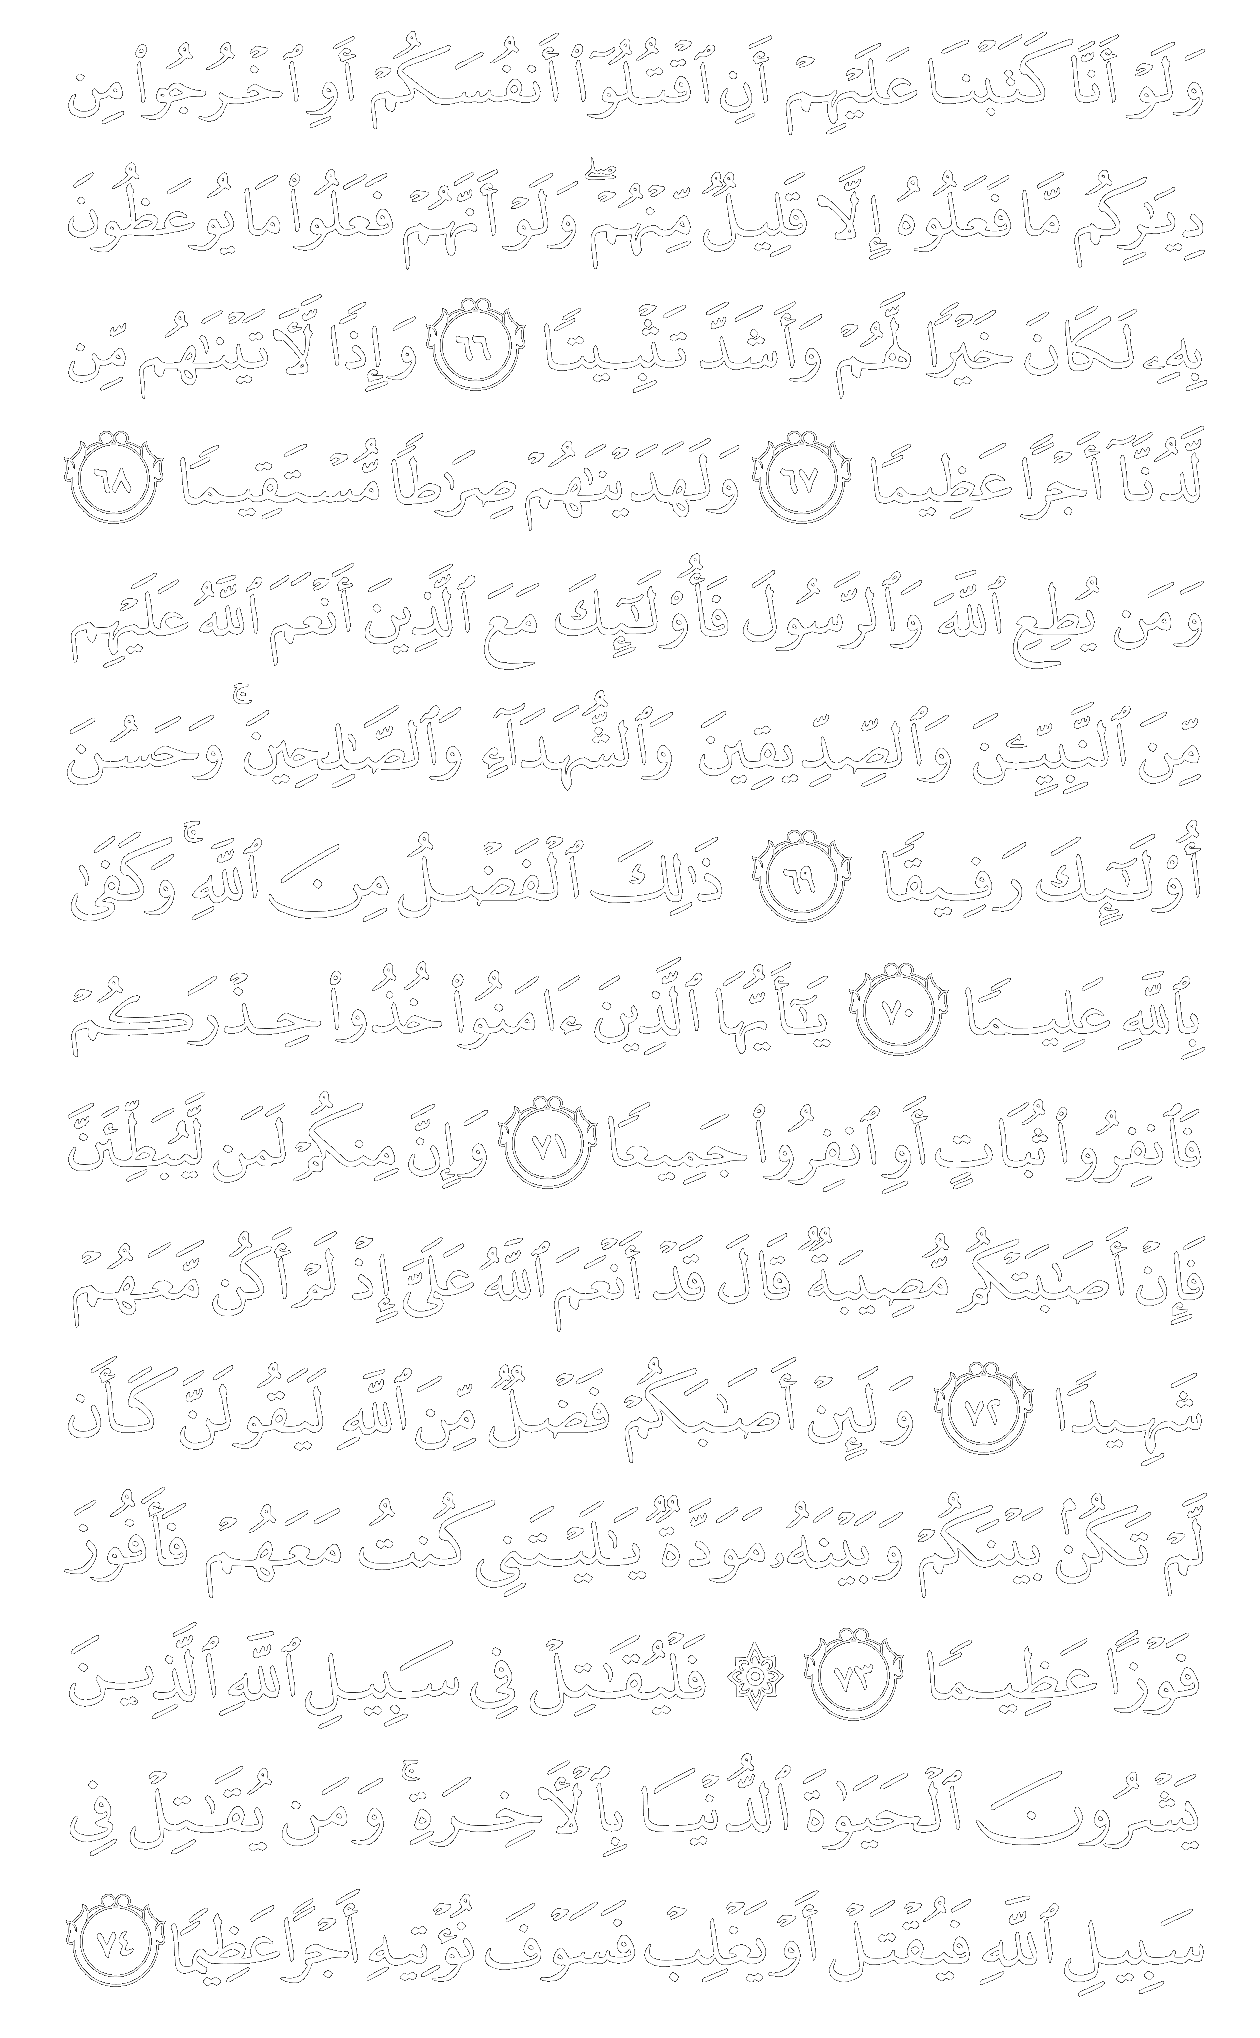 وَلَوْ أَنَّا كَتَبْنَا عَلَيْهِمْ أَنِ ٱقْتُلُوٓا۟ أَنفُسَكُمْ أَوِ ٱخْرُجُوا۟ مِن
دِيَـٰرِكُم مَّا فَعَلُوهُ إِلَّا قَلِيلٌ مِّنْهُمْ ۖ وَلَوْ أَنَّهُمْ فَعَلُوا۟ مَا يُوعَظُونَ
بِهِۦ لَكَانَ خَيْرًا لَّهُمْ وَأَشَدَّ تَثْبِيتًا ٦٦ وَإِذًا لَّـَٔاتَيْنَـٰهُم مِّن
لَّدُنَّآ أَجْرًا عَظِيمًا ٦٧ وَلَهَدَيْنَـٰهُمْ صِرَٰطًا مُّسْتَقِيمًا ٦٨
وَمَن يُطِعِ ٱللَّهَ وَٱلرَّسُولَ فَأُو۟لَـٰٓئِكَ مَعَ ٱلَّذِينَ أَنْعَمَ ٱللَّهُ عَلَيْهِم
مِّنَ ٱلنَّبِيِّـۧنَ وَٱلصِّدِّيقِينَ وَٱلشُّهَدَآءِ وَٱلصَّـٰلِحِينَ ۚ وَحَسُنَ
أُو۟لَـٰٓئِكَ رَفِيقًا ٦٩ ذَٰلِكَ ٱلْفَضْلُ مِنَ ٱللَّهِ ۚ وَكَفَىٰ
بِٱللَّهِ عَلِيمًا ٧٠ يَـٰٓأَيُّهَا ٱلَّذِينَ ءَامَنُوا۟ خُذُوا۟ حِذْرَكُمْ
فَٱنفِرُوا۟ ثُبَاتٍ أَوِ ٱنفِرُوا۟ جَمِيعًا ٧١ وَإِنَّ مِنكُمْ لَمَن لَّيُبَطِّئَنَّ
فَإِنْ أَصَـٰبَتْكُم مُّصِيبَةٌ قَالَ قَدْ أَنْعَمَ ٱللَّهُ عَلَىَّ إِذْ لَمْ أَكُن مَّعَهُمْ
شَهِيدًا ٧٢ وَلَئِنْ أَصَـٰبَكُمْ فَضْلٌ مِّنَ ٱللَّهِ لَيَقُولَنَّ كَأَن
لَّمْ تَكُنۢ بَيْنَكُمْ وَبَيْنَهُۥ مَوَدَّةٌ يَـٰلَيْتَنِى كُنتُ مَعَهُمْ فَأَفُوزَ
فَوْزًا عَظِيمًا ٧٣ ۞ فَلْيُقَـٰتِلْ فِى سَبِيلِ ٱللَّهِ ٱلَّذِينَ
يَشْرُونَ ٱلْحَيَوٰةَ ٱلدُّنْيَا بِٱلْـَٔاخِرَةِ ۚ وَمَن يُقَـٰتِلْ فِى
سَبِيلِ ٱللَّهِ فَيُقْتَلْ أَوْ يَغْلِبْ فَسَوْفَ نُؤْتِيهِ أَجْرًا عَظِيمًا ٧٤